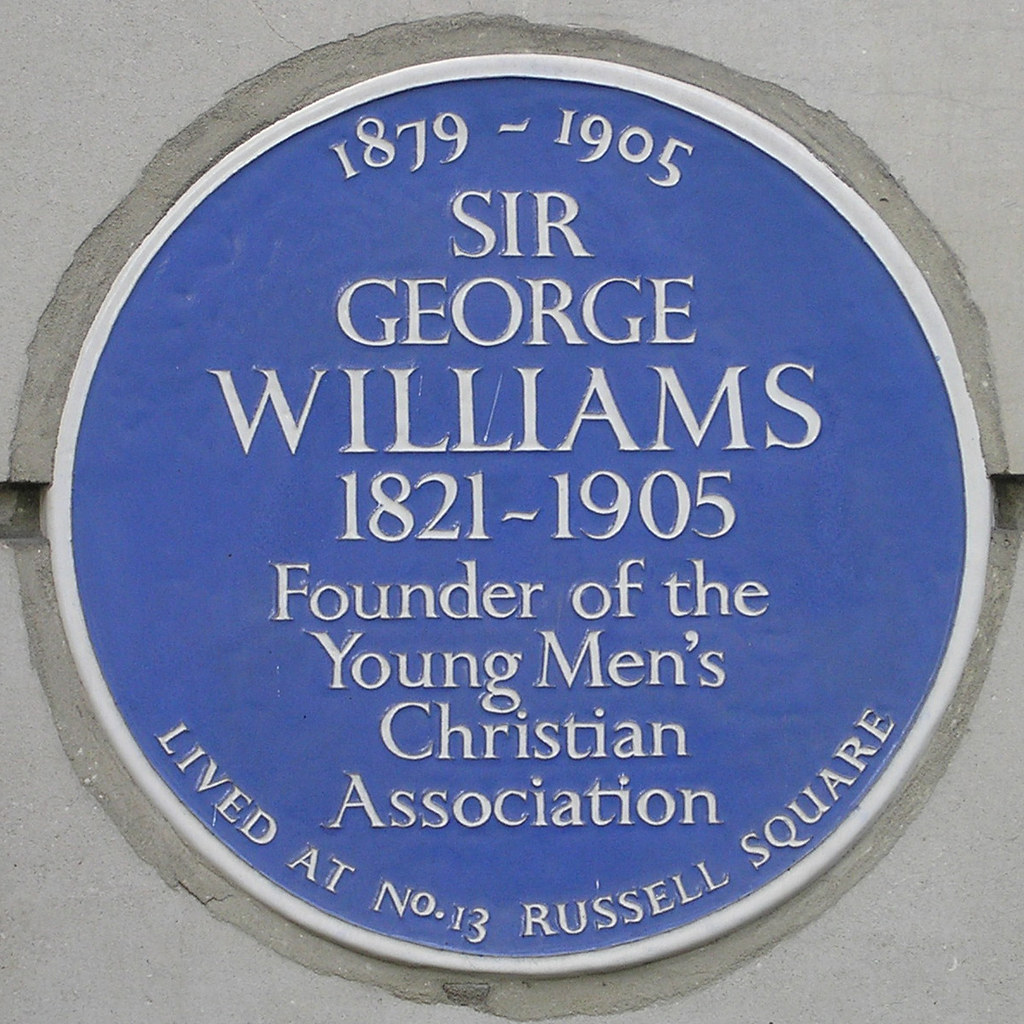 1879 - 1905
SIR
GEORGE
WILLIAMS
1821-1905
Founder of the
Young Men's
Christian
Association
LIVED AT No. 13 RUSSELL SQUARE